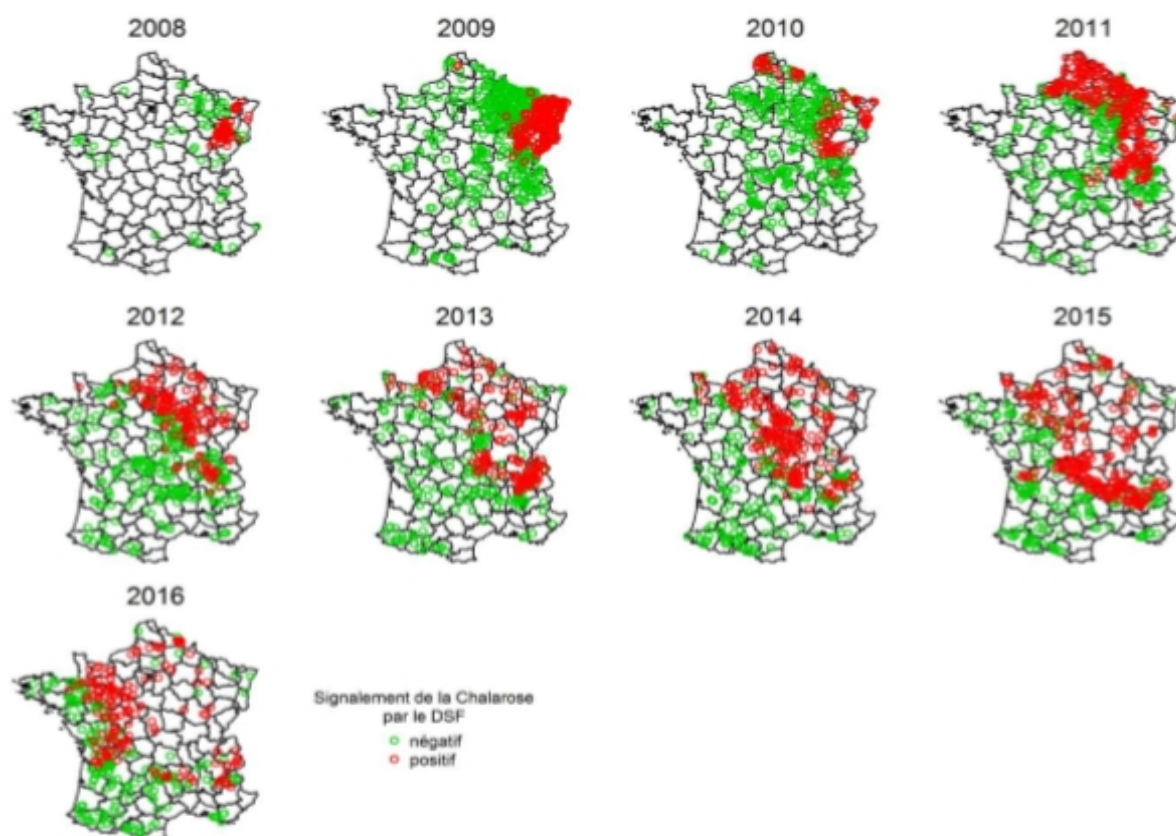 2008
2009
2010
2011
2012
2013
2014
2015
2016
Signalement de la Chalarose
par le DSF
négatif
positif